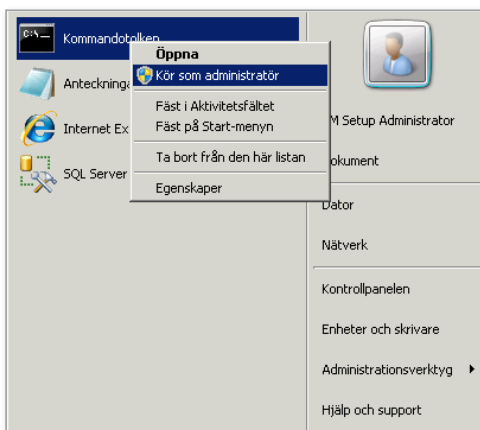 C:\_
Kommandotolken
Öppna
Kör som administratör
Fäst i Aktivitetsfältet
Fäst på Start-menyn
Ta bort från den här listan
Egenskaper
Internet Ex
SQL Server
M Setup Administrator
okument
Dator
Nätverk
Kontrollpanelen
Enheter och skrivare
Administrationsverktyg
Hjälp och support